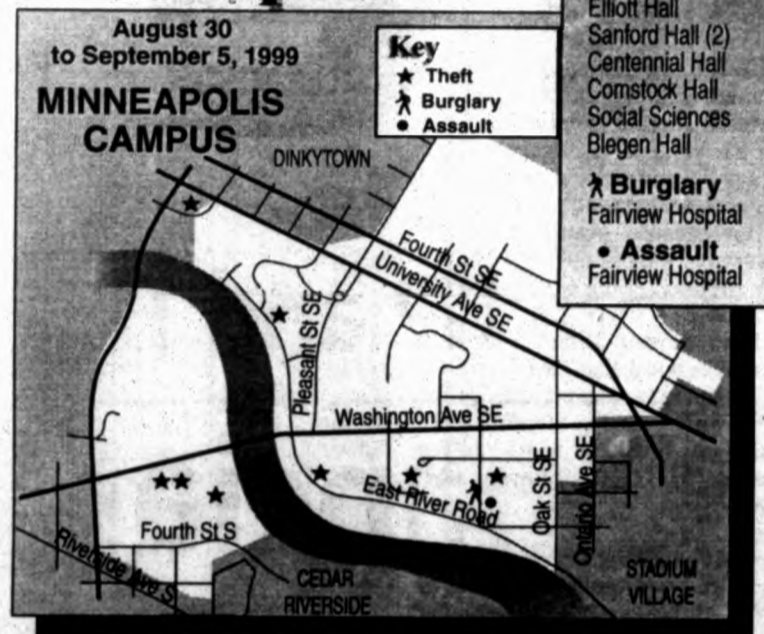 August 30
to September 5, 1999
MINNEAPOLIS
CAMPUS
Key
★ Theft
Burglary
• Assault
Elliott Hall
Sanford Hall (2)
Centennial Hall
Comstock Hall
Social Sciences
Blegen Hall
Burglary
Fairview Hospital
• Assault
Fairview Hospital
DINKYTOWN
Fourth St SE
University Ave SE
Pleasant St SE
Washington Ave SE
East River Road
Oak St SE
Ontario Ave SE
Fourth St S
Riverside Ave S
CEDAR
RIVERSIDE
STADIUM
VILLAGE